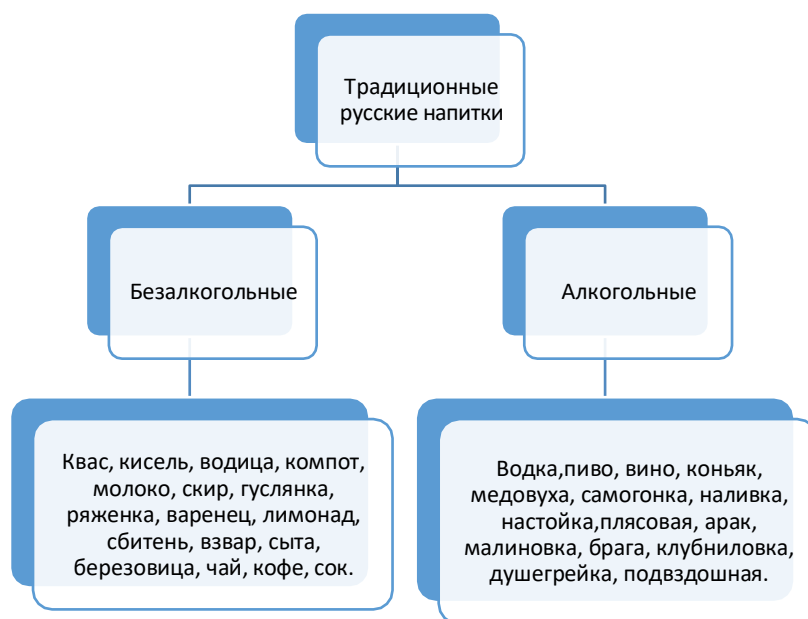 Традиционные
русские напитки
Безалкогольные
Алкогольные
Квас, кисель, водица, компот,
молоко, скир, гуслянка,
ряженка, варенец, лимонад,
сбитень, взвар, сыта,
березовица, чай, кофе, сок.
Водка,пиво, вино, коньяк,
медовуха, самогонка, наливка,
настойка,плясовая, арак,
малиновка, брага, клубниловка,
душегрейка, подвздошная.